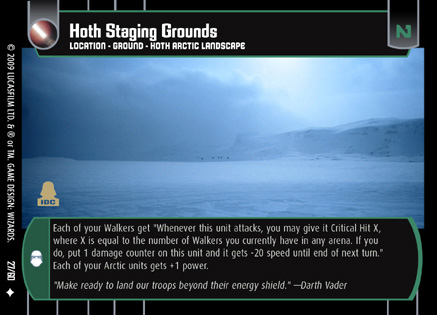 Hoth Staging Grounds
LOCATION - GROUND - HOTH ARCTIC LANDSCAPE
N
© 2009 LUCASFILM LTD. & ® or TM. GAME DESIGN: WIZARDS.
27/60
IDC
Each of your Walkers get "Whenever this unit attacks, you may give it Critical Hit X,
where X is equal to the number of Walkers you currently have in any arena. If you
do, put 1 damage counter on this unit and it gets -20 speed until end of next turn."
Each of your Arctic units gets +1 power.
"Make ready to land our troops beyond their energy shield." —Darth Vader